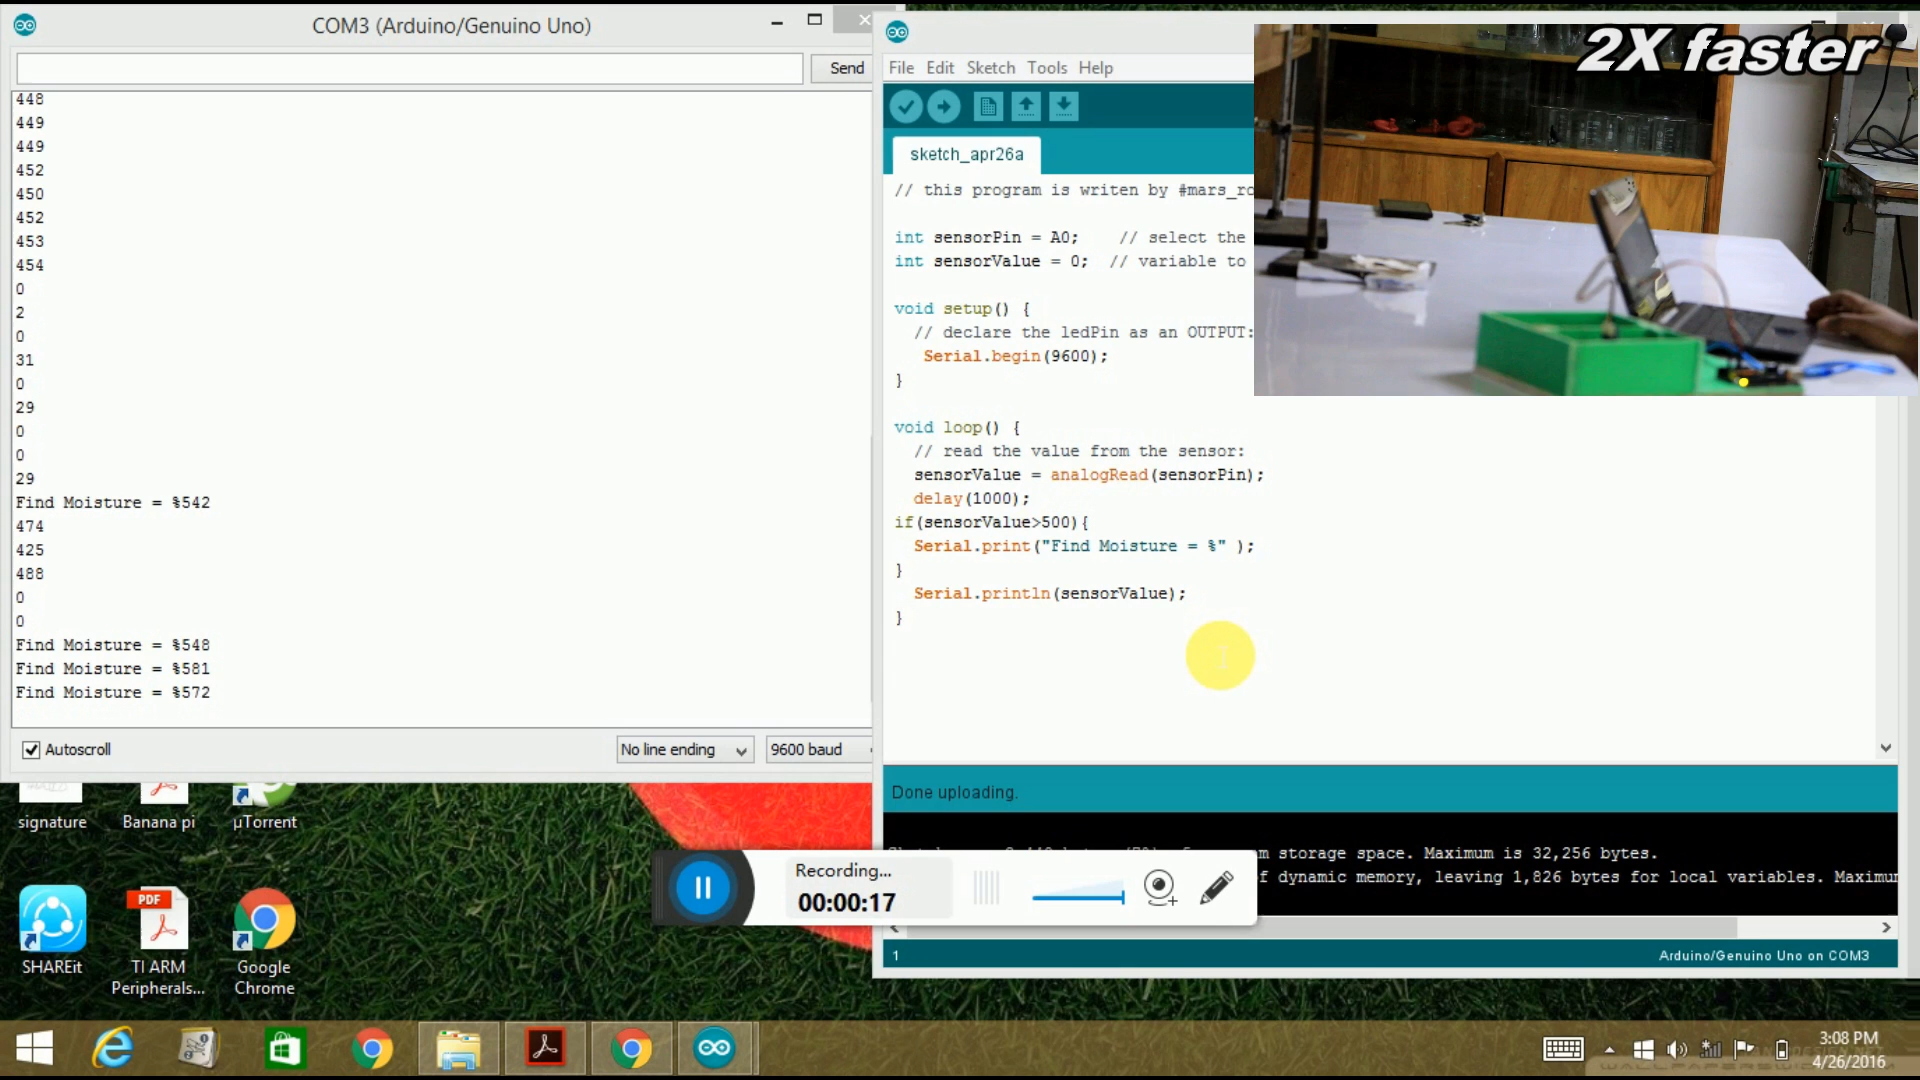 COM3 (Arduino/Genuino Uno)
Send
448
449
449
452
450
452
453
454
0
2
0
31
0
29
0
0
29
Find Moisture = %542
474
425
488
0
0
Find Moisture = %548
Find Moisture = %581
Find Moisture = %572
Autoscroll
No line ending
9600 baud
File Edit Sketch Tools Help
sketch_apr26a
// this program is writen by #mars_ro
int sensorPin = A0; // select the
int sensorValue = 0; // variable to
void setup() {
// declare the ledPin as an OUTPUT:
Serial.begin(9600);
}
void loop() {
// read the value from the sensor:
sensorValue = analogRead(sensorPin);
delay(1000);
if(sensorValue>500){
Serial.print("Find Moisture = %" );
}
Serial.println(sensorValue);
}
2X faster
Done uploading.
m storage space. Maximum is 32,256 bytes.
f dynamic memory, leaving 1,826 bytes for local variables. Maximum
1
Arduino/Genuino Uno on COM3
Recording...
00:00:17
signature
Banana pi
µTorrent
SHAREit
PDF
TI ARM
Peripherals...
Google
Chrome
3:08 PM
4/26/2016